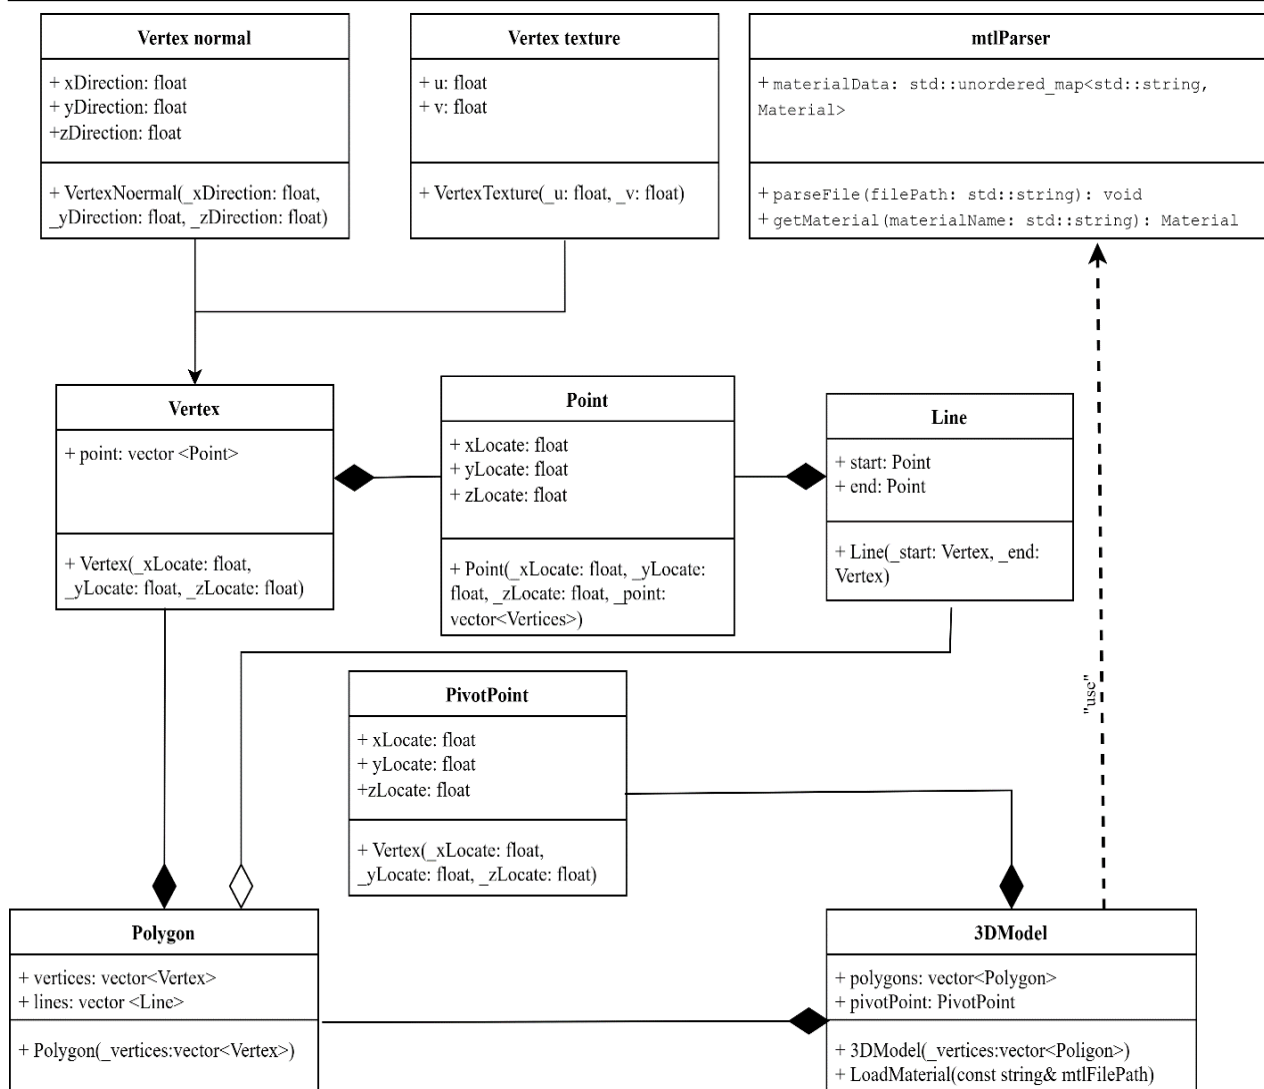 Vertex normal
+ xDirection: float
+ yDirection: float
+zDirection: float
+ VertexNoermal(_xDirection: float,
_yDirection: float, _zDirection: float)
Vertex texture
+ u: float
+ v: float
+ VertexTexture(_u: float, _v: float)
mtlParser
+ materialData: std::unordered_map<std::string,
Material>
+ parseFile(filePath: std::string): void
+ getMaterial(materialName: std::string): Material
Vertex
+ point: vector <Point>
+ Vertex(_xLocate: float,
_yLocate: float, _zLocate: float)
Point
+ xLocate: float
+ yLocate: float
+ zLocate: float
+ Point(_xLocate: float, _yLocate:
float, _zLocate: float, _point:
vector<Vertices>)
Line
+ start: Point
+ end: Point
+ Line(_start: Vertex, _end:
Vertex)
PivotPoint
+ xLocate: float
+ yLocate: float
+zLocate: float
+ Vertex(_xLocate: float,
_yLocate: float, _zLocate: float)
"use"
Polygon
+ vertices: vector<Vertex>
+ lines: vector <Line>
+ Polygon(_vertices:vector<Vertex>)
3DModel
+ polygons: vector<Polygon>
+ pivotPoint: PivotPoint
+ 3DModel(_vertices:vector<Poligon>)
+ LoadMaterial(const string& mtlFilePath)